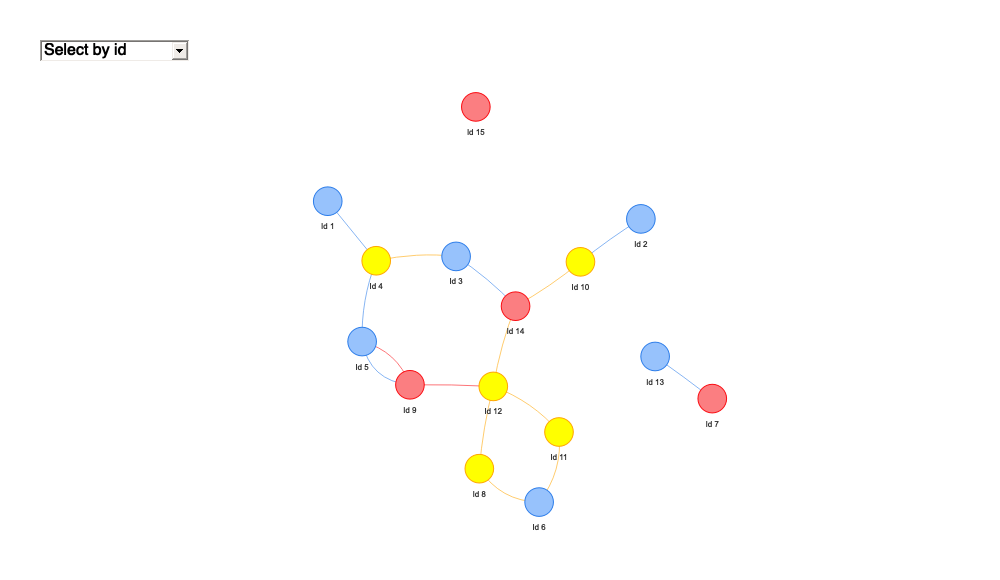 Select by id
Id 15
Id 1
Id 2
Id 3
Id 4
Id 10
Id 14
Id 5
Id 13
Id 9
Id 12
Id 7
Id 11
Id 8
Id 6